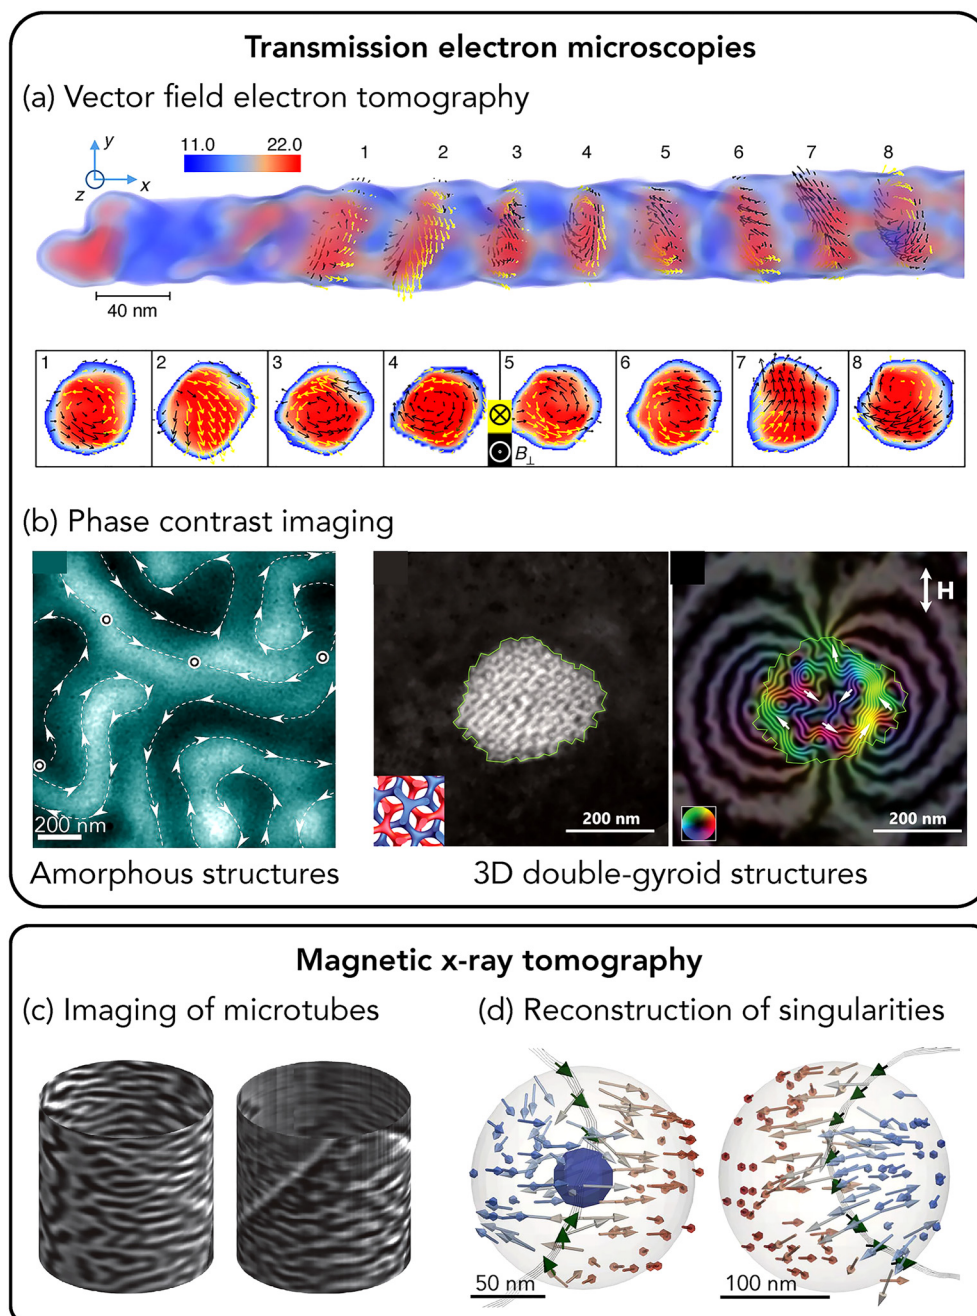 Transmission electron microscopies
(a) Vector field electron tomography
y
x
z
11.0 22.0
1 2 3 4 5 6 7 8
40 nm
1 2 3 4 5 6 7 8
B⊥
(b) Phase contrast imaging
200 nm
200 nm
H
200 nm
Amorphous structures
3D double-gyroid structures
Magnetic x-ray tomography
(c) Imaging of microtubes
(d) Reconstruction of singularities
50 nm
100 nm